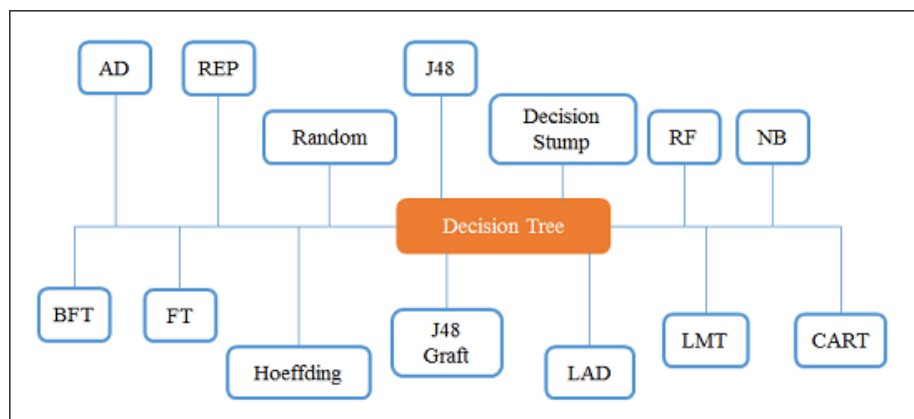 AD
REP
J48
Random
Decision
Stump
RF
NB
Decision Tree
BFT
FT
Hoeffding
J48
Graft
LAD
LMT
CART